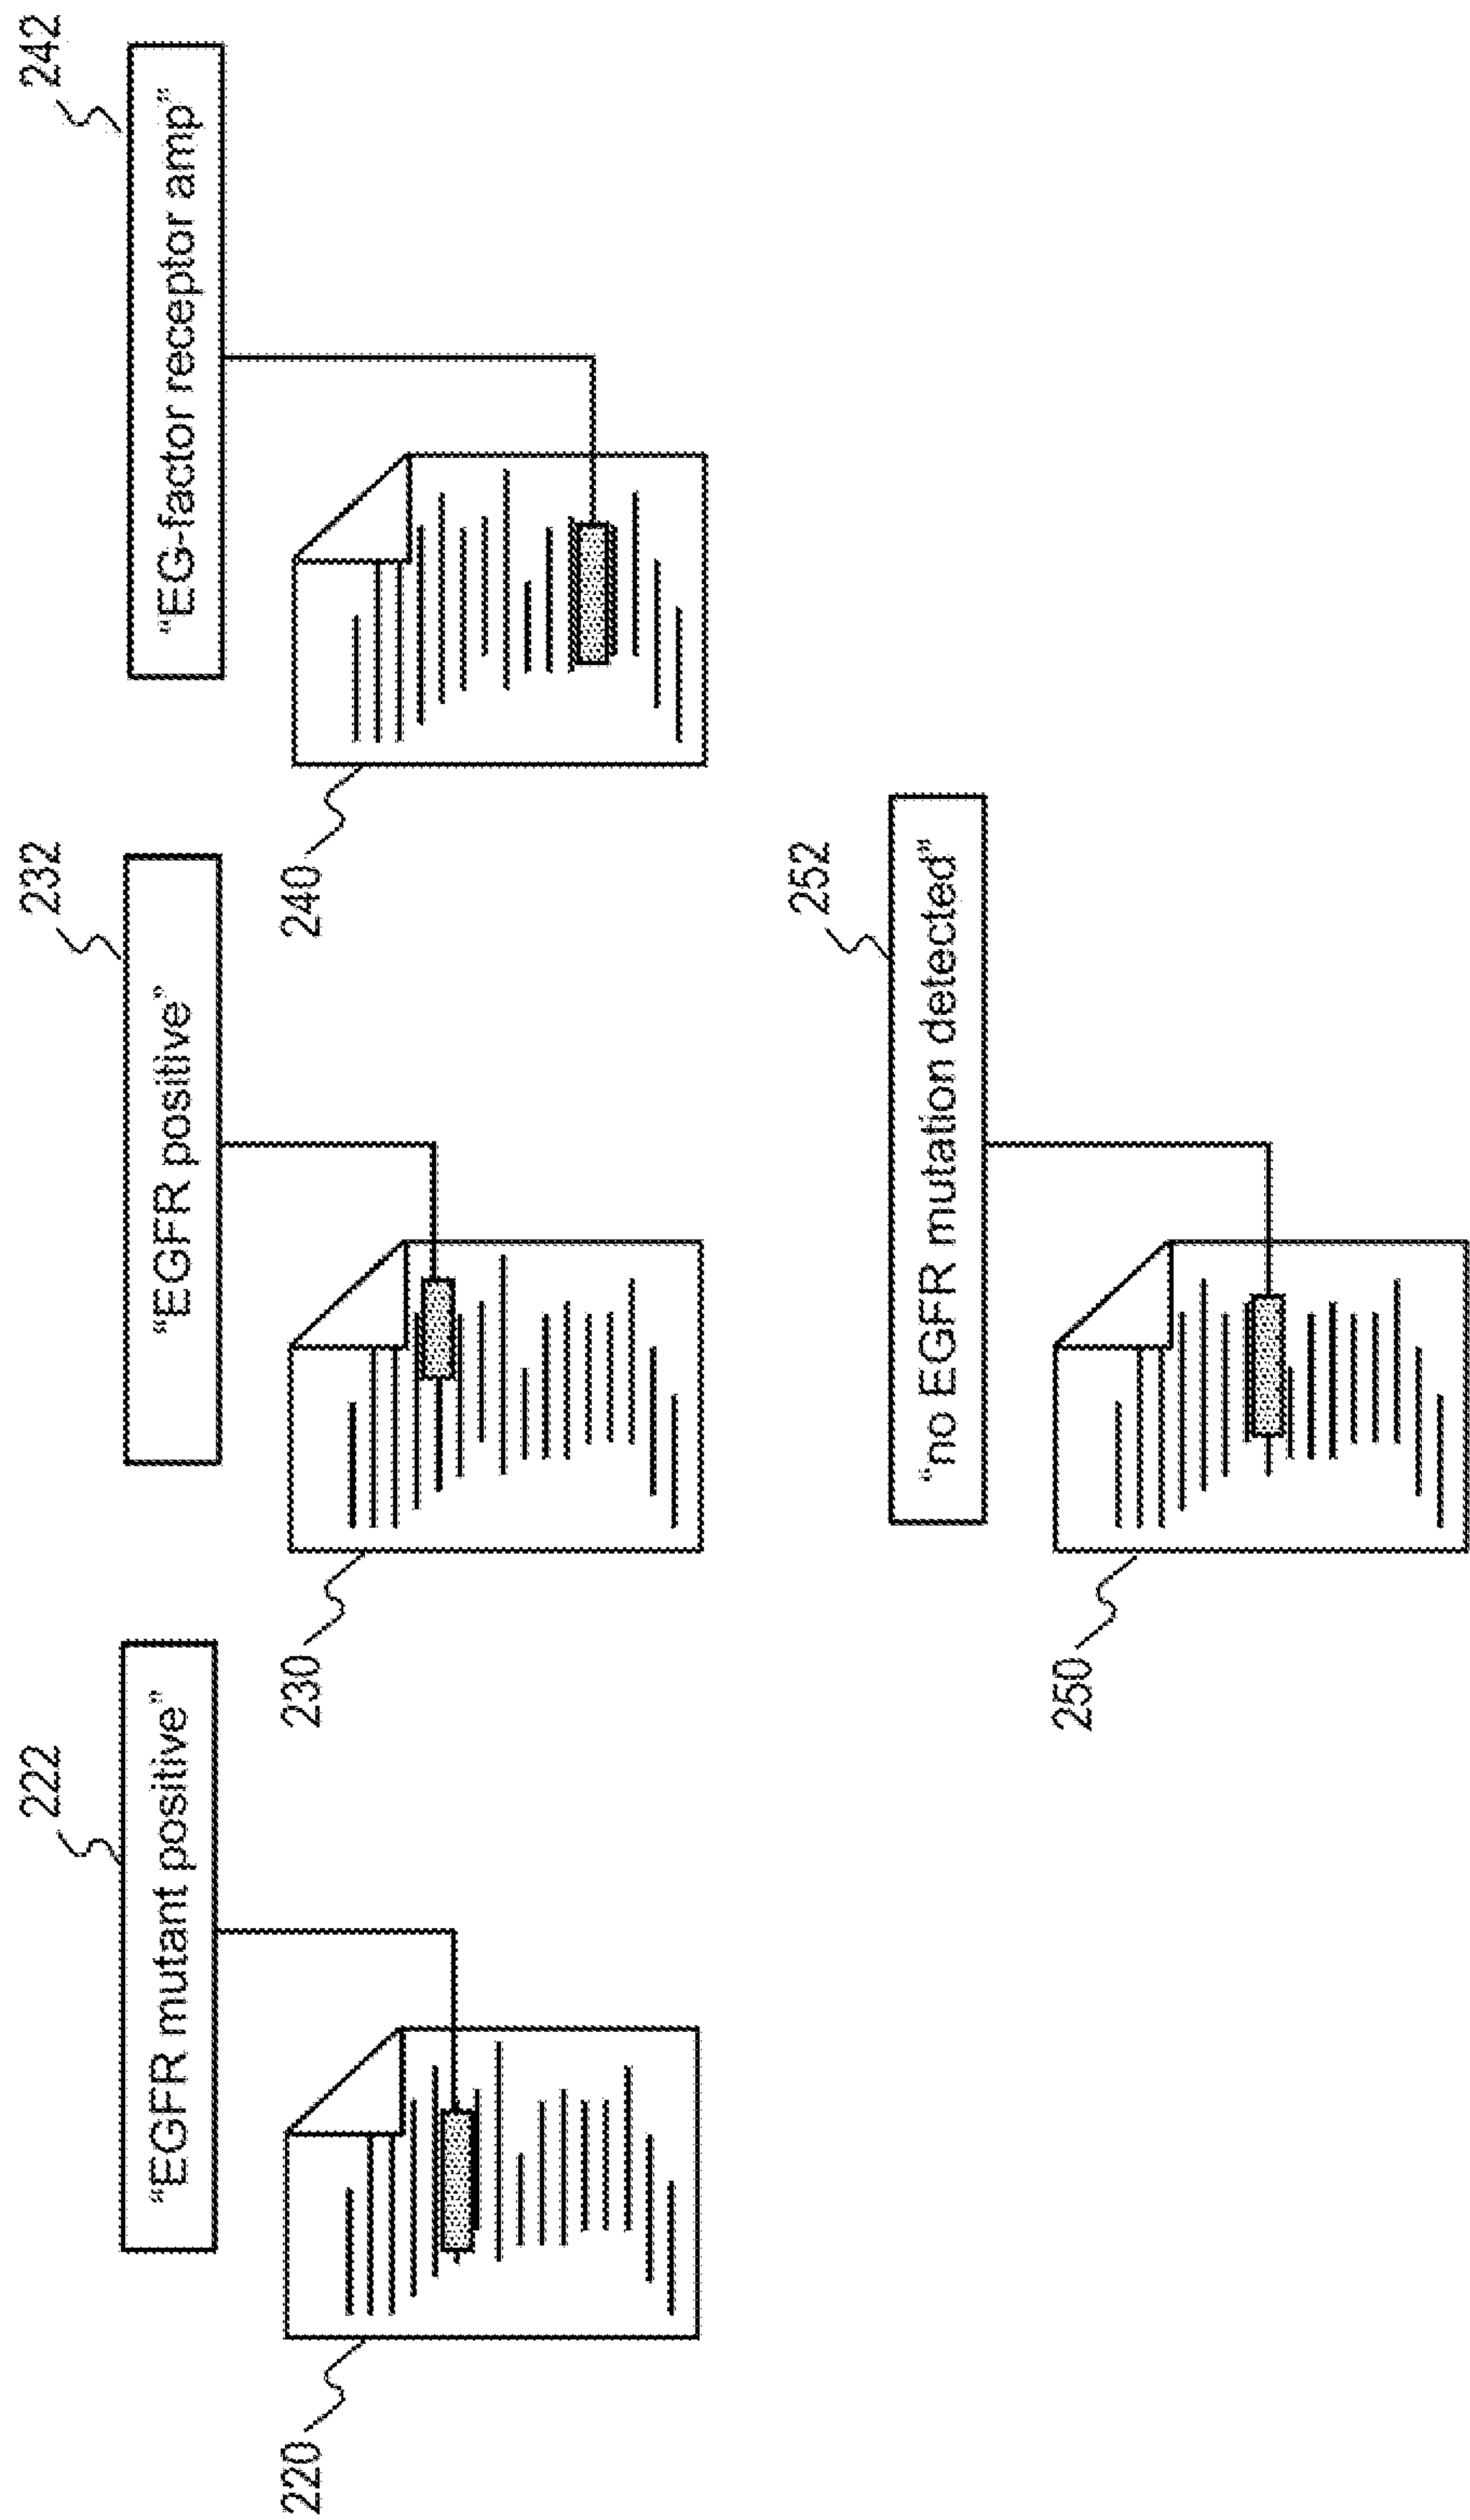 222
“EGFR mutant positive”
220
232
“EGFR positive”
230
242
“EG-factor receptor amp”
240
252
“no EGFR mutation detected”
250